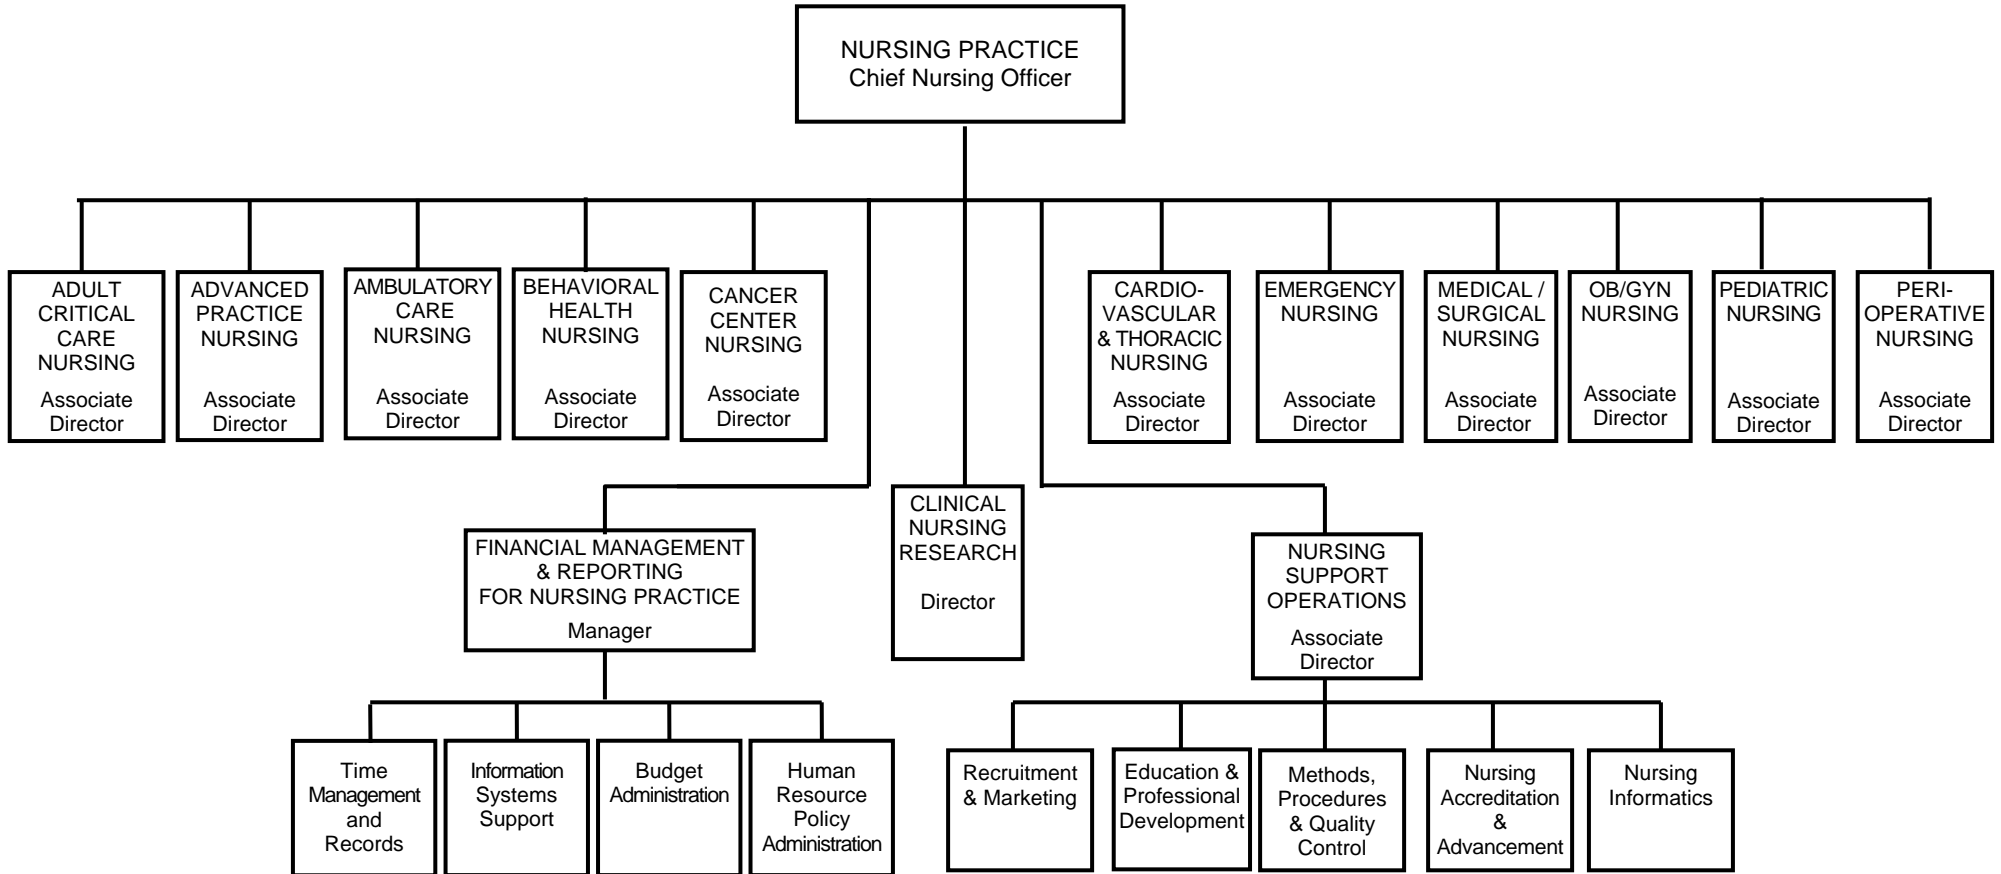 NURSING PRACTICE
Chief Nursing Officer
ADULT
CRITICAL
CARE
NURSING
Associate
Director
ADVANCED
PRACTICE
NURSING
Associate
Director
AMBULATORY
CARE
NURSING
Associate
Director
BEHAVIORAL
HEALTH
NURSING
Associate
Director
CANCER
CENTER
NURSING
Associate
Director
CARDIO-
VASCULAR
& THORACIC
NURSING
Associate
Director
EMERGENCY
NURSING
Associate
Director
MEDICAL /
SURGICAL
NURSING
Associate
Director
OB/GYN
NURSING
Associate
Director
PEDIATRIC
NURSING
Associate
Director
PERI-
OPERATIVE
NURSING
Associate
Director
FINANCIAL MANAGEMENT
& REPORTING
FOR NURSING PRACTICE
Manager
CLINICAL
NURSING
RESEARCH
Director
NURSING
SUPPORT
OPERATIONS
Associate
Director
Time
Management
and
Records
Information
Systems
Support
Budget
Administration
Human
Resource
Policy
Administration
Recruitment
& Marketing
Education &
Professional
Development
Methods,
Procedures
& Quality
Control
Nursing
Accreditation
&
Advancement
Nursing
Informatics